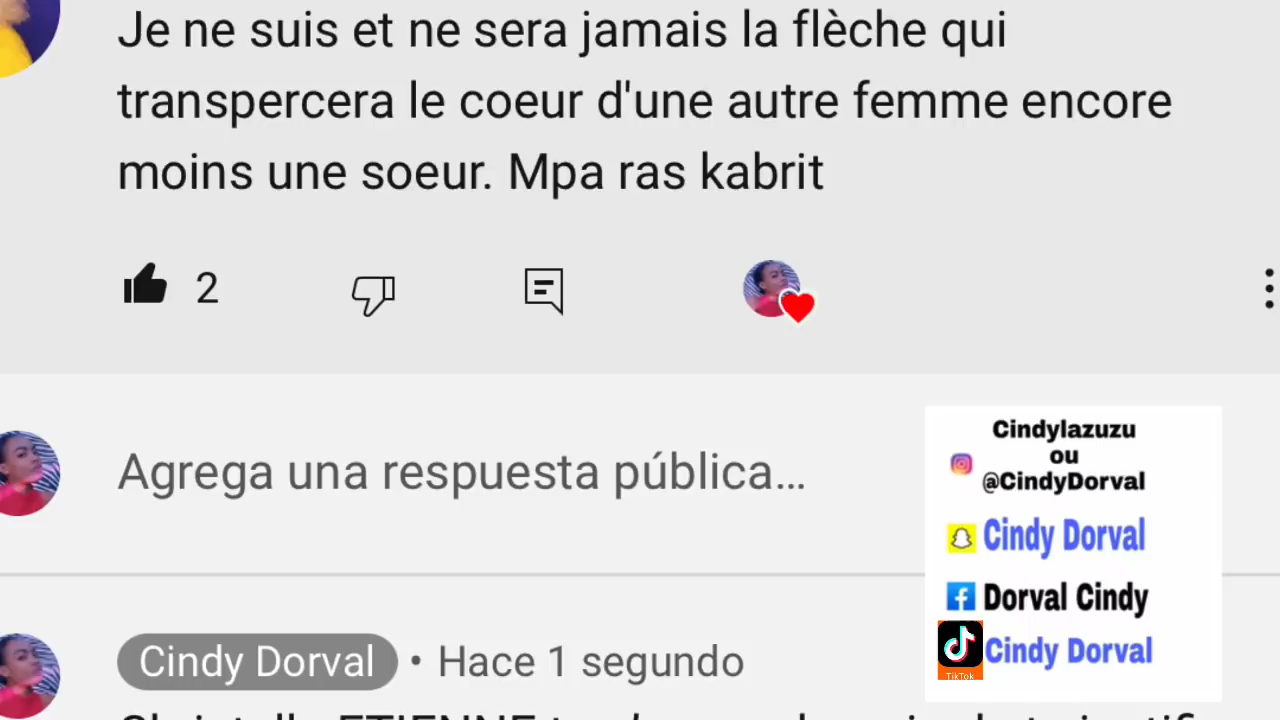 Je ne suis et ne sera jamais la flèche qui
transpercera le coeur d'une autre femme encore
moins une soeur. Mpa ras kabrit
2
Agrega una respuesta pública...
Cindylazuzu
ou
@CindyDorval
Cindy Dorval
Dorval Cindy
Cindy Dorval
TikTok
Cindy Dorval • Hace 1 segundo